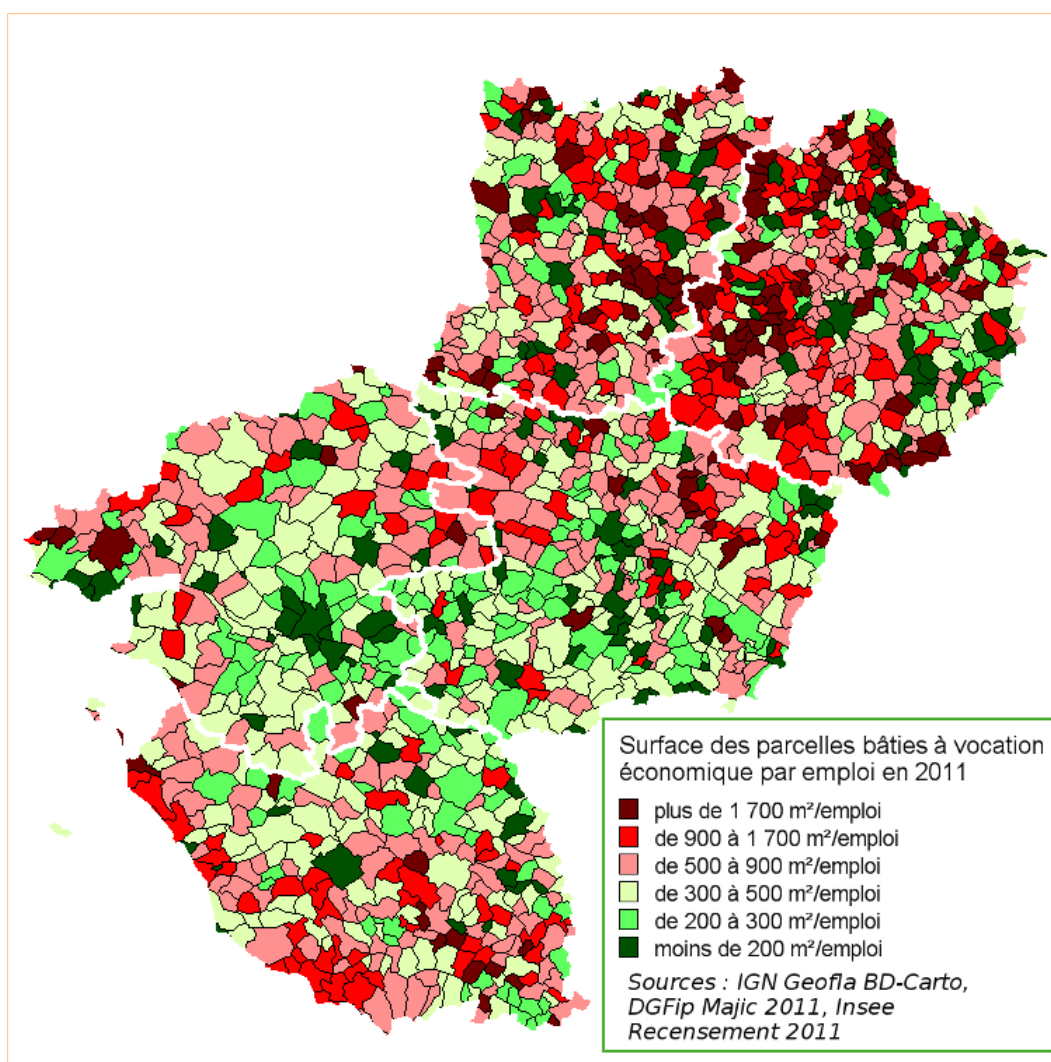 Surface des parcelles bâties à vocation
économique par emploi en 2011
plus de 1 700 m²/emploi
de 900 à 1 700 m²/emploi
de 500 à 900 m²/emploi
de 300 à 500 m²/emploi
de 200 à 300 m²/emploi
moins de 200 m²/emploi
Sources : IGN Geofla BD-Carto,
DGFip Majic 2011, Insee
Recensement 2011